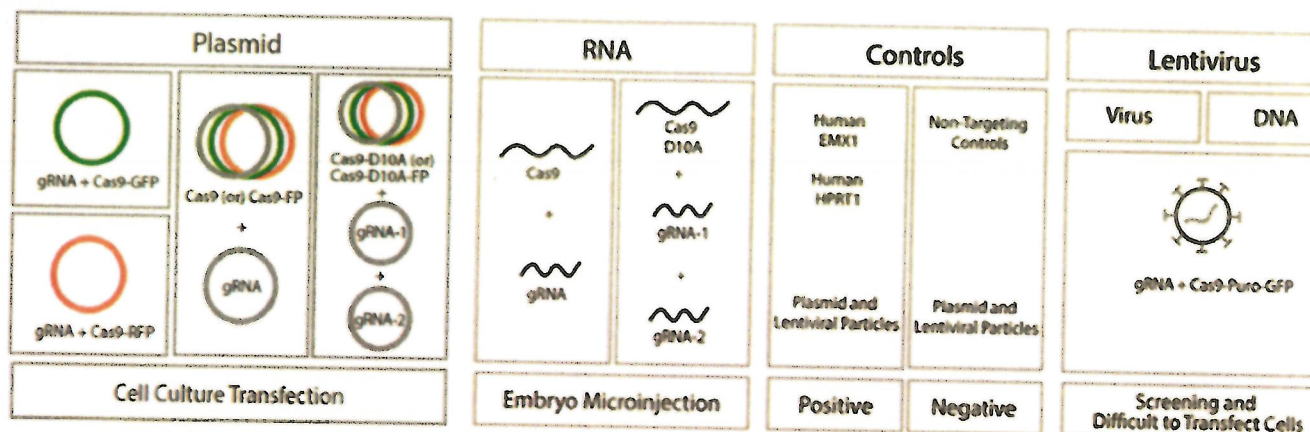 Plasmid
gRNA + Cas9-GFP
gRNA + Cas9-RFP
Cas9 (or) Cas9-FP
+
gRNA
Cas9-D10A (or)
Cas9-D10A-FP
+
gRNA-1
+
gRNA-2
Cell Culture Transfection
RNA
Cas9
+
gRNA
Cas9
D10A
+
gRNA-1
+
gRNA-2
Embryo Microinjection
Controls
Human
EMX1
Human
HPRT1
Plasmid and
Lentiviral Particles
Positive
Non-Targeting
Controls
Plasmid and
Lentiviral Particles
Negative
Lentivirus
Virus
DNA
gRNA + Cas9-Puro-GFP
Screening and
Difficult to Transfect Cells